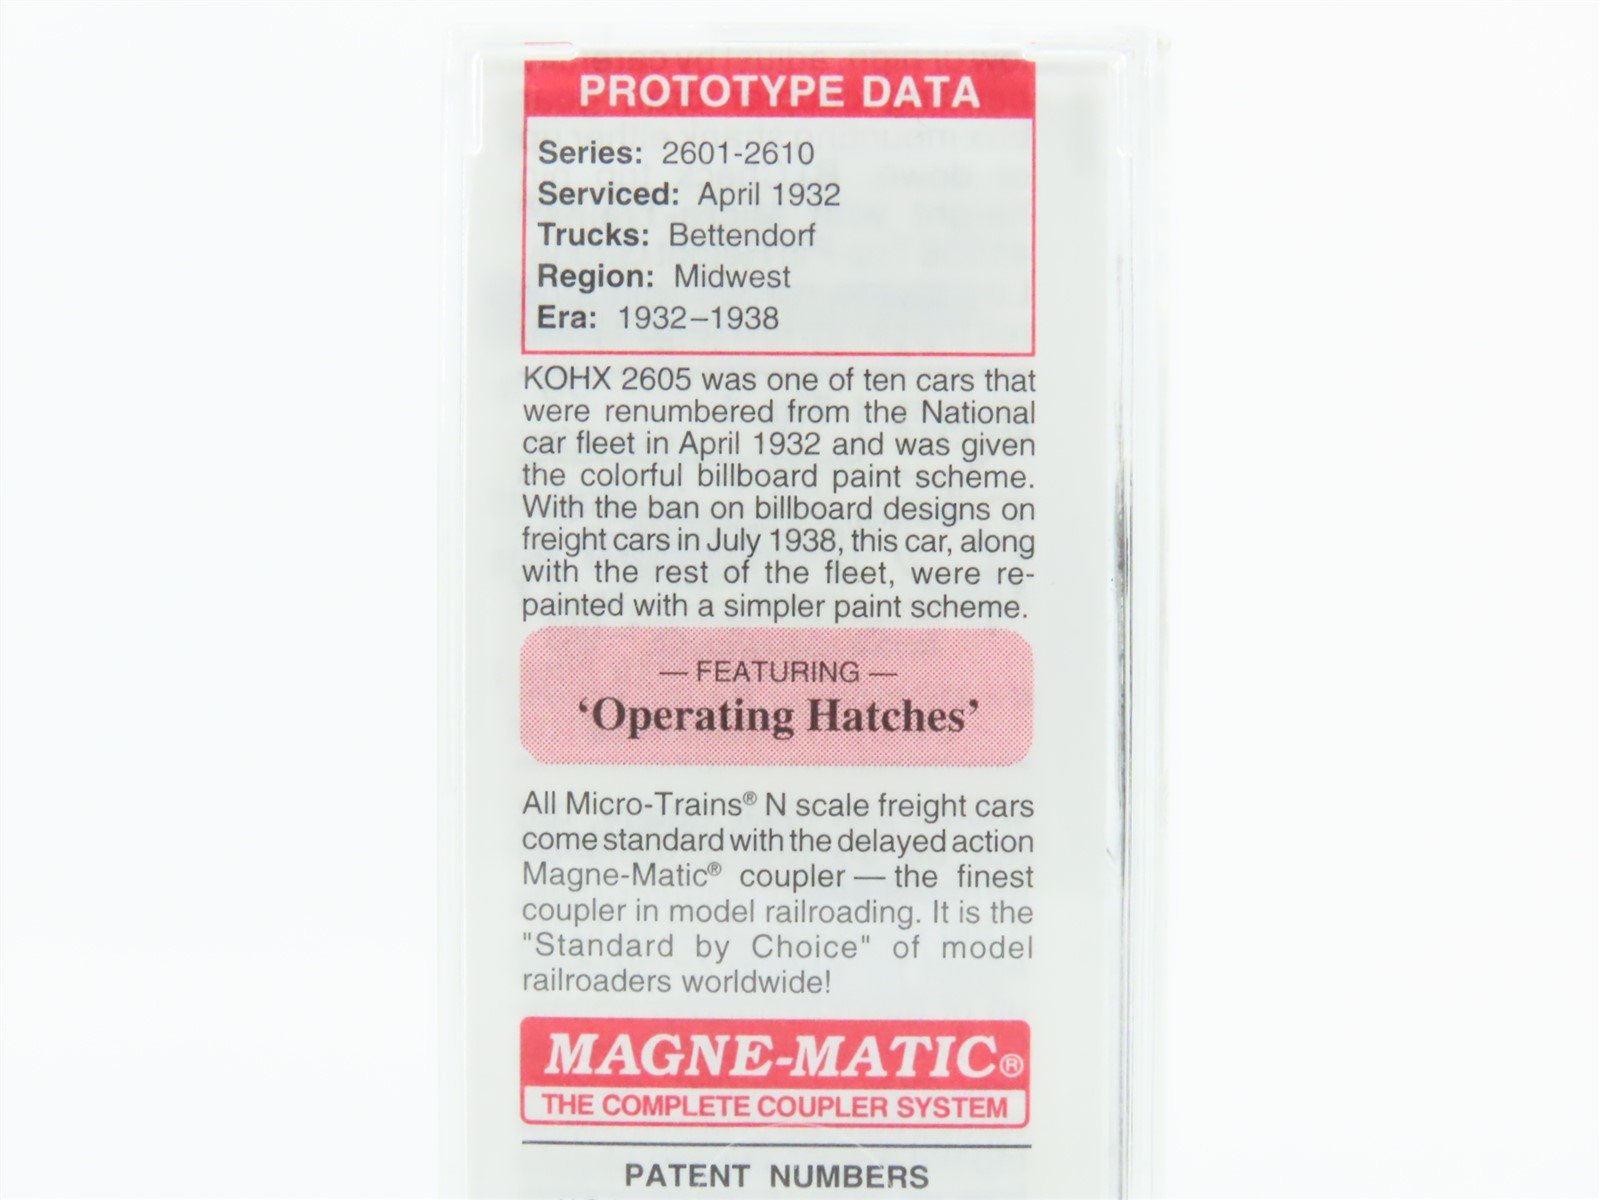 PROTOTYPE DATA
Series: 2601-2610
Serviced: April 1932
Trucks: Bettendorf
Region: Midwest
Era: 1932–1938
KOHX 2605 was one of ten cars that
were renumbered from the National
car fleet in April 1932 and was given
the colorful billboard paint scheme.
With the ban on billboard designs on
freight cars in July 1938, this car, along
with the rest of the fleet, were re-
painted with a simpler paint scheme.
— FEATURING —
‘Operating Hatches’
All Micro-Trains® N scale freight cars
come standard with the delayed action
Magne-Matic® coupler — the finest
coupler in model railroading. It is the
"Standard by Choice" of model
railroaders worldwide!
MAGNE-MATIC®
THE COMPLETE COUPLER SYSTEM
PATENT NUMBERS